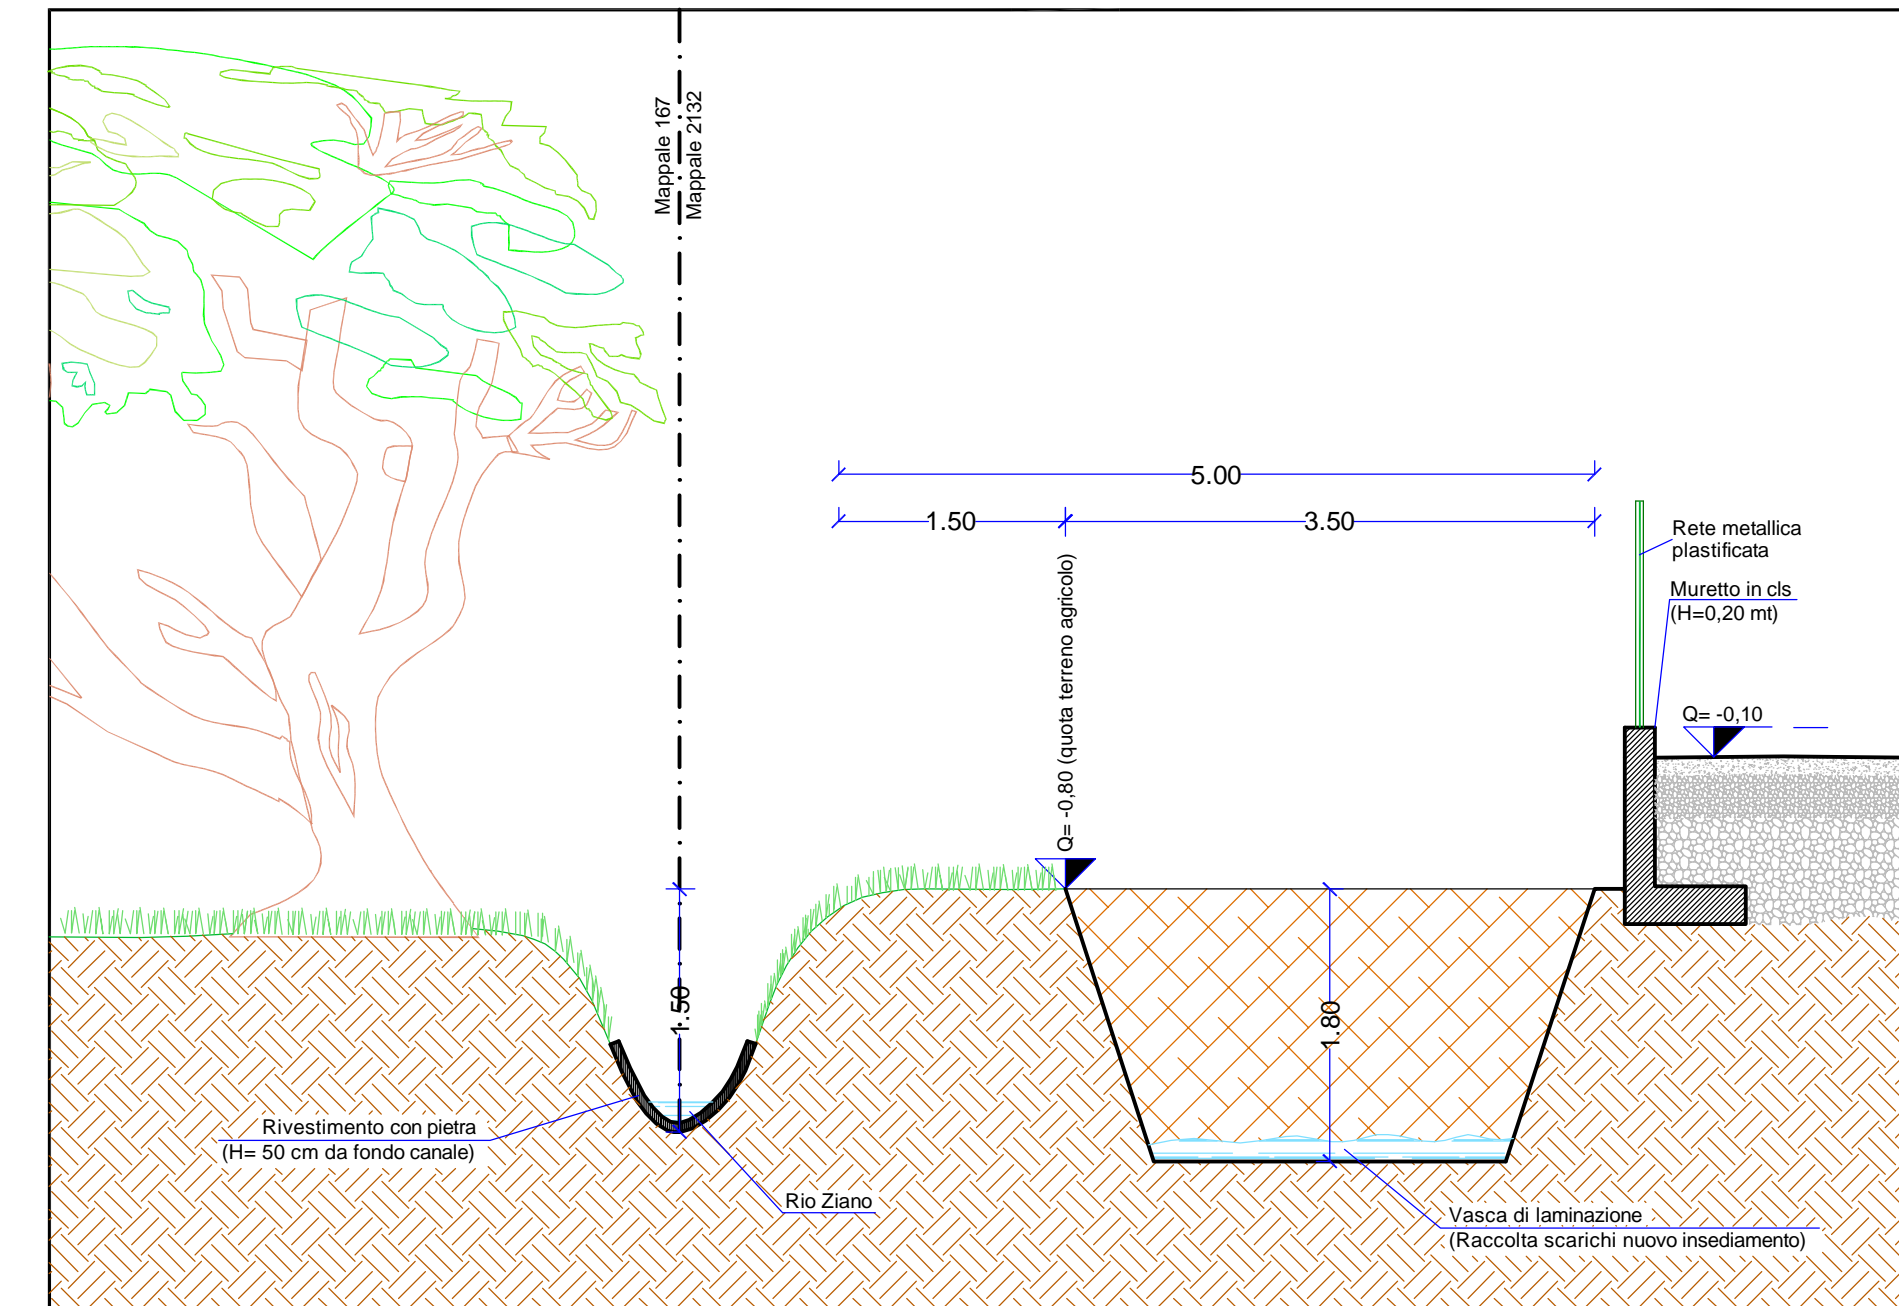 Mappale 167
Mappale 2132
5.00
1.50
3.50
Rete metallica
plastificata
Muretto in cls
(H=0,20 mt)
Q= -0,80 (quota terreno agricolo)
Q= -0,10
1.50
1.80
Rivestimento con pietra
(H= 50 cm da fondo canale)
Rio Ziano
Vasca di laminazione
(Raccolta scarichi nuovo insediamento)